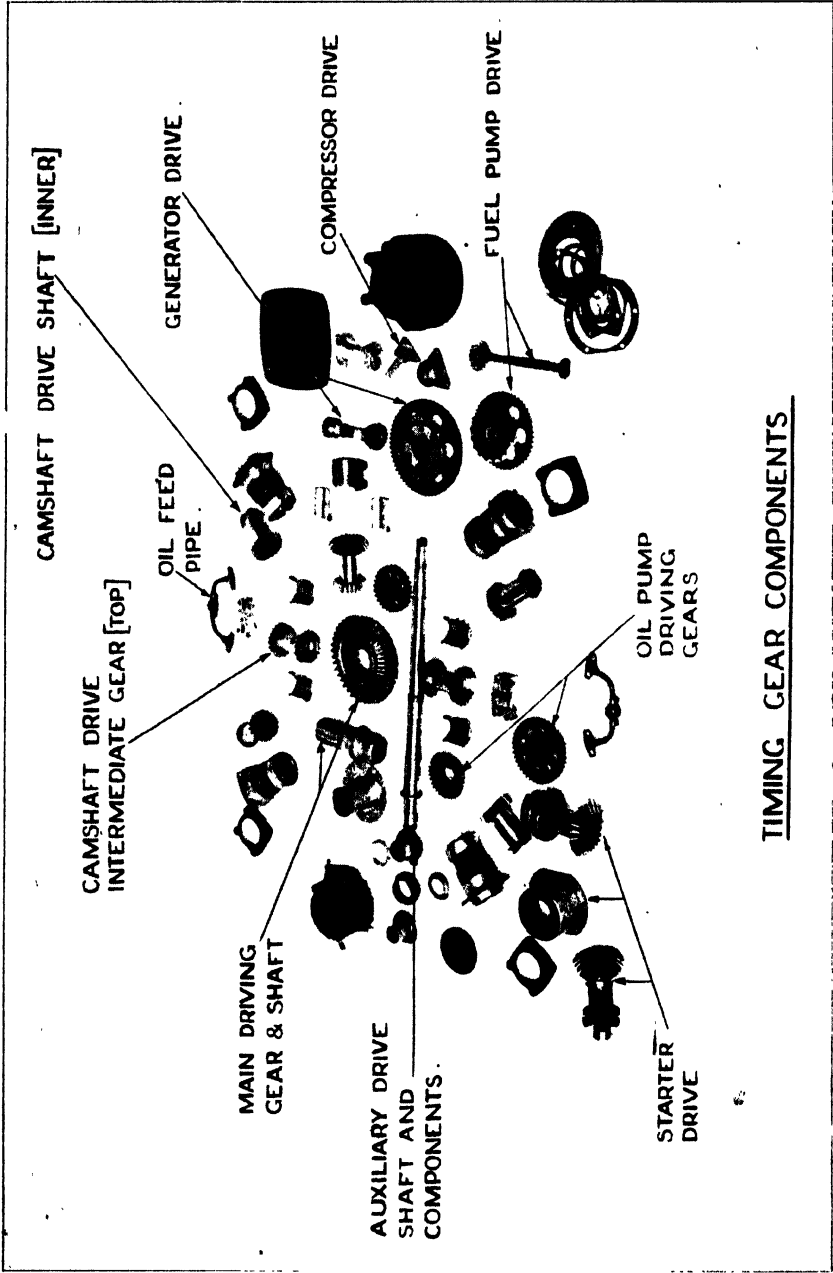 CAMSHAFT DRIVE SHAFT [INNER]
GENERATOR DRIVE.
COMPRESSOR DRIVE
FUEL PUMP DRIVE.
OIL FEED
PIPE.
CAMSHAFT DRIVE
INTERMEDIATE GEAR [TOP]
MAIN DRIVING
GEAR & SHAFT
AUXILIARY DRIVE
SHAFT AND
COMPONENTS.
STARTER
DRIVE
OIL PUMP
DRIVING
GEARS
TIMING GEAR COMPONENTS